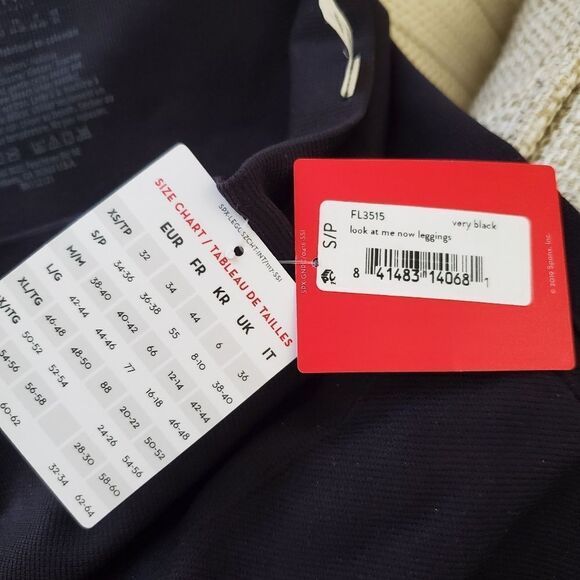 SIZE CHART / TABLEAU DE TAILLES
EUR FR KR UK IT
XS/TP 32 34 44 6 36
S/P 34-36 36-38 55 8-10 38-40
M/M 38-40 40-42 66 12-14 42-44
L/G 42-44 44-46 77 16-18 46-48
XL/TG 46-48 48-50 88 20-22 50-52
50-52 52-54 24-26 54-56
54-56 56-58 28-30 58-60
60-62 32-34 62-64
FL3515 very black
look at me now leggings
S/P
8 41483 14068 1
© 2019 Spanx, Inc.